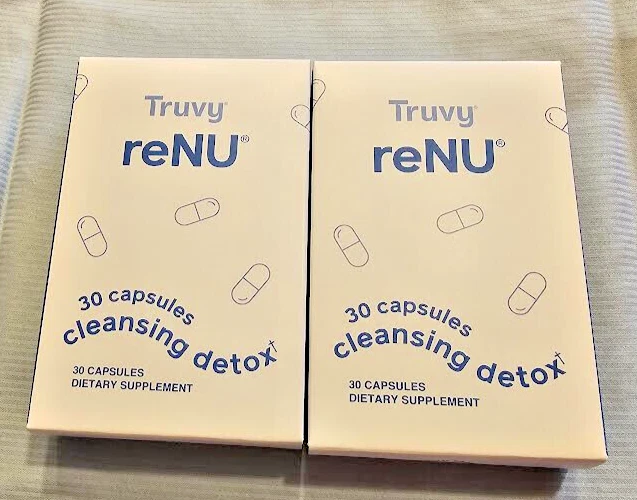 Truvy®
reNU®
30 capsules
cleansing detox†
30 CAPSULES
DIETARY SUPPLEMENT
Truvy®
reNU®
30 capsules
cleansing detox†
30 CAPSULES
DIETARY SUPPLEMENT